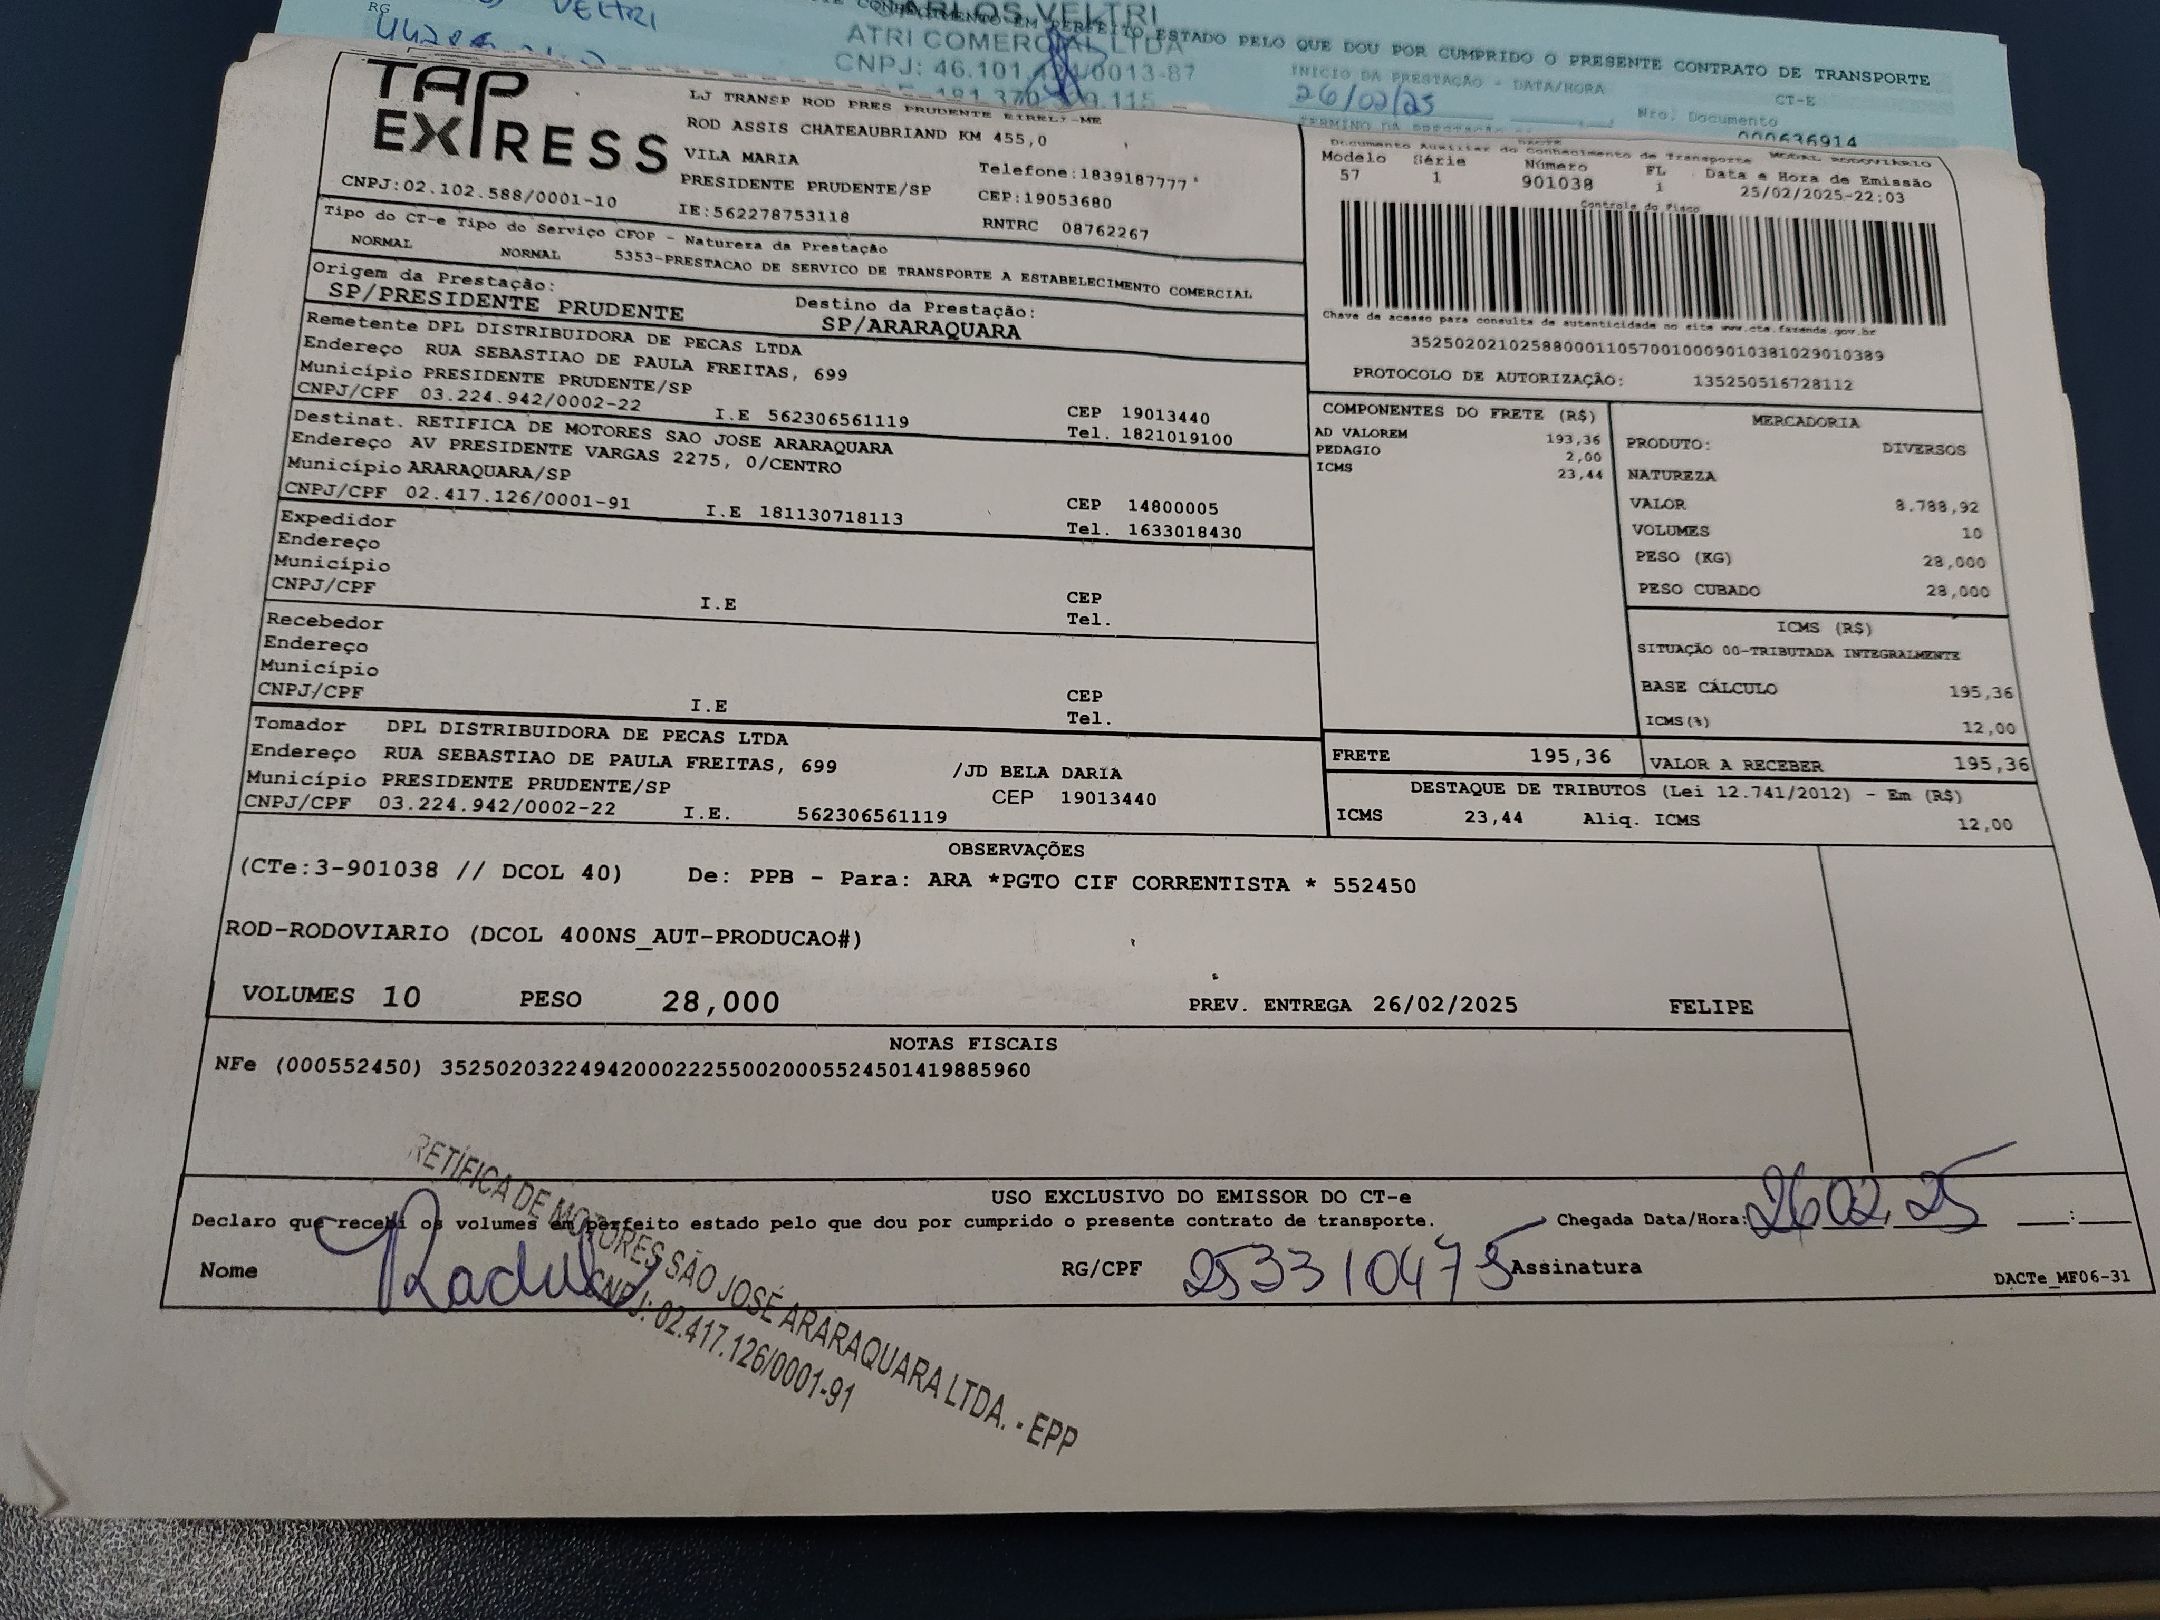 RG
VELTRI
CARLOS VELTRI
ATRI COMERCIAL LTDA
CNPJ: 46.101.424/0013-87
ESTADO PELO QUE DOU POR CUMPRIDO O PRESENTE CONTRATO DE TRANSPORTE
INICIO DA PRESTAÇÃO - DATA/HORA
26/02/25
CT-E
Nro. Documento
000636914
TAP EXPRESS
LJ TRANSP ROD PRES PRUDENTE EIRELI-ME
ROD ASSIS CHATEAUBRIAND KM 455,0
VILA MARIA
Telefone:1839187777
PRESIDENTE PRUDENTE/SP
CEP:19053680
CNPJ:02.102.588/0001-10
IE:562278753118
RNTRC 08762267
Documento Auxiliar do Conhecimento de Transporte MODAL RODOVIÁRIO
Modelo Série Número FL Data e Hora de Emissão
57 1 901038 1 25/02/2025-22:03
Controle do Fisco
Chave de acesso para consulta de autenticidade no site www.cte.fazenda.gov.br
35250202102588000110570010009010381029010389
PROTOCOLO DE AUTORIZAÇÃO: 135250516728112
Tipo do CT-e Tipo do Serviço CFOP - Natureza da Prestação
NORMAL NORMAL 5353-PRESTACAO DE SERVICO DE TRANSPORTE A ESTABELECIMENTO COMERCIAL
Origem da Prestação:
SP/PRESIDENTE PRUDENTE
Destino da Prestação:
SP/ARARAQUARA
Remetente DPL DISTRIBUIDORA DE PECAS LTDA
Endereço RUA SEBASTIAO DE PAULA FREITAS, 699
Município PRESIDENTE PRUDENTE/SP
CEP 19013440
CNPJ/CPF 03.224.942/0002-22 I.E 562306561119
Tel. 1821019100
Destinat. RETIFICA DE MOTORES SAO JOSE ARARAQUARA
Endereço AV PRESIDENTE VARGAS 2275, 0/CENTRO
Município ARARAQUARA/SP
CEP 14800005
CNPJ/CPF 02.417.126/0001-91 I.E 181130718113
Tel. 1633018430
Expedidor
Endereço
Município
CEP
CNPJ/CPF I.E
Tel.
Recebedor
Endereço
Município
CEP
CNPJ/CPF I.E
Tel.
Tomador DPL DISTRIBUIDORA DE PECAS LTDA
Endereço RUA SEBASTIAO DE PAULA FREITAS, 699 /JD BELA DARIA
Município PRESIDENTE PRUDENTE/SP CEP 19013440
CNPJ/CPF 03.224.942/0002-22 I.E. 562306561119
COMPONENTES DO FRETE (R$)
AD VALOREM 193,36
PEDAGIO 2,00
ICMS 23,44
MERCADORIA
PRODUTO: DIVERSOS
NATUREZA
VALOR 8.788,92
VOLUMES 10
PESO (KG) 28,000
PESO CUBADO 28,000
ICMS (R$)
SITUAÇÃO 00-TRIBUTADA INTEGRALMENTE
BASE CÁLCULO 195,36
ICMS(%) 12,00
FRETE 195,36
VALOR A RECEBER 195,36
DESTAQUE DE TRIBUTOS (Lei 12.741/2012) - Em (R$)
ICMS 23,44 Aliq. ICMS 12,00
OBSERVAÇÕES
(CTe:3-901038 // DCOL 40) De: PPB - Para: ARA *PGTO CIF CORRENTISTA * 552450
ROD-RODOVIARIO (DCOL 400NS_AUT-PRODUCAO#)
VOLUMES 10 PESO 28,000 PREV. ENTREGA 26/02/2025 FELIPE
NOTAS FISCAIS
NFe (000552450) 35250203224942000222550020005524501419885960
USO EXCLUSIVO DO EMISSOR DO CT-e
Declaro que recebi os volumes em perfeito estado pelo que dou por cumprido o presente contrato de transporte. Chegada Data/Hora: 26 02. 25 __:__
Nome RG/CPF 253310475 Assinatura
DACTe_MF06-31
RETÍFICA DE MOTORES SÃO JOSÉ ARARAQUARA LTDA. - EPP
CNPJ: 02.417.126/0001-91